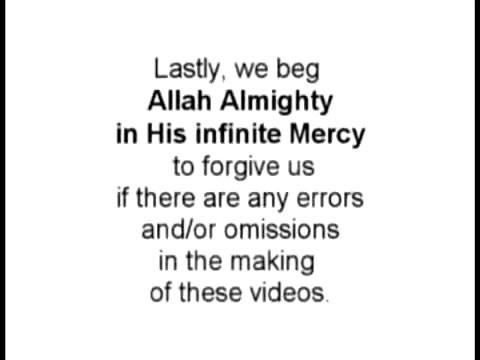 Lastly, we beg
Allah Almighty
in His infinite Mercy
to forgive us
if there are any errors
and/or omissions
in the making
of these videos.